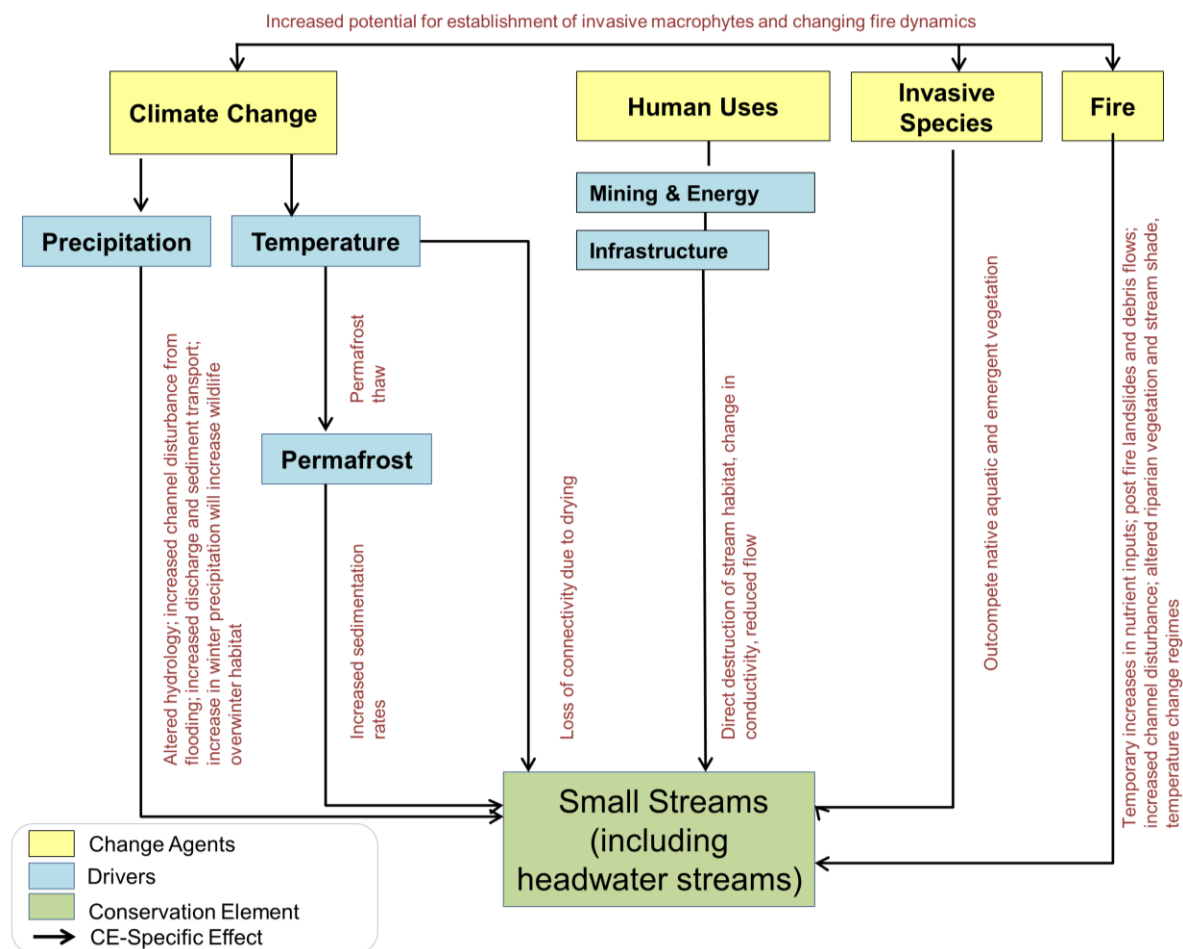 Increased potential for establishment of invasive macrophytes and changing fire dynamics
Climate Change
Human Uses
Invasive
Species
Fire
Mining & Energy
Precipitation
Temperature
Infrastructure
Permafrost
thaw
Permafrost
Altered hydrology; increased channel disturbance from
flooding; increased discharge and sediment transport;
increase in winter precipitation will increase wildlife
overwinter habitat
Increased sedimentation
rates
Loss of connectivity due to drying
Direct destruction of stream habitat, change in
conductivity, reduced flow
Outcompete native aquatic and emergent vegetation
Temporary increases in nutrient inputs; post fire landslides and debris flows;
increased channel disturbance; altered riparian vegetation and stream shade,
temperature change regimes
Small Streams
(including
headwater streams)
Change Agents
Drivers
Conservation Element
CE-Specific Effect